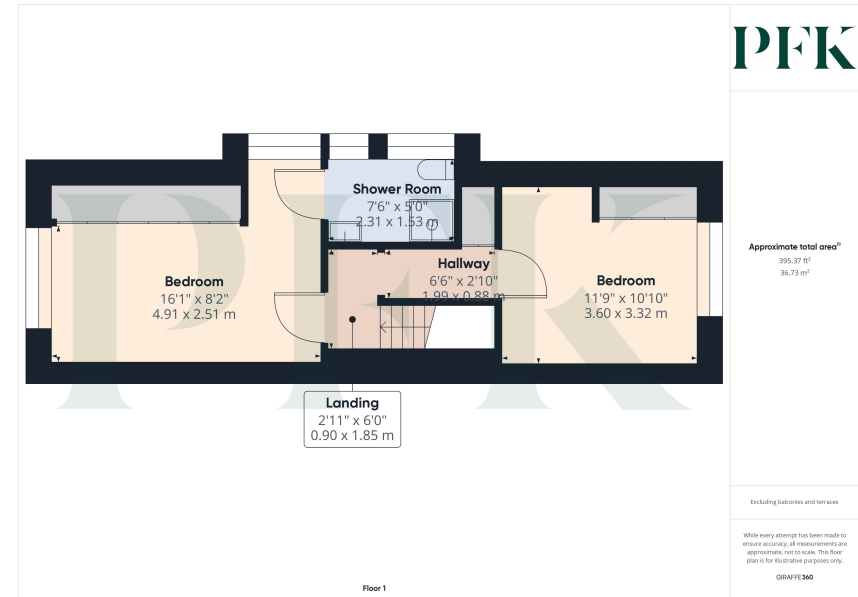 PFK
Shower Room
7'6" x 5'0"
2.31 x 1.53 m
Hallway
6'6" x 2'10"
1.99 x 0.88 m
Bedroom
16'1" x 8'2"
4.91 x 2.51 m
Bedroom
11'9" x 10'10"
3.60 x 3.32 m
Landing
2'11" x 6'0"
0.90 x 1.85 m
PFK
Approximate total area⁽¹⁾
395.37 ft²
36.73 m²
Excluding balconies and terraces
While every attempt has been made to
ensure accuracy, all measurements are
approximate, not to scale. This floor
plan is for illustrative purposes only.
GIRAFFE360
Floor 1